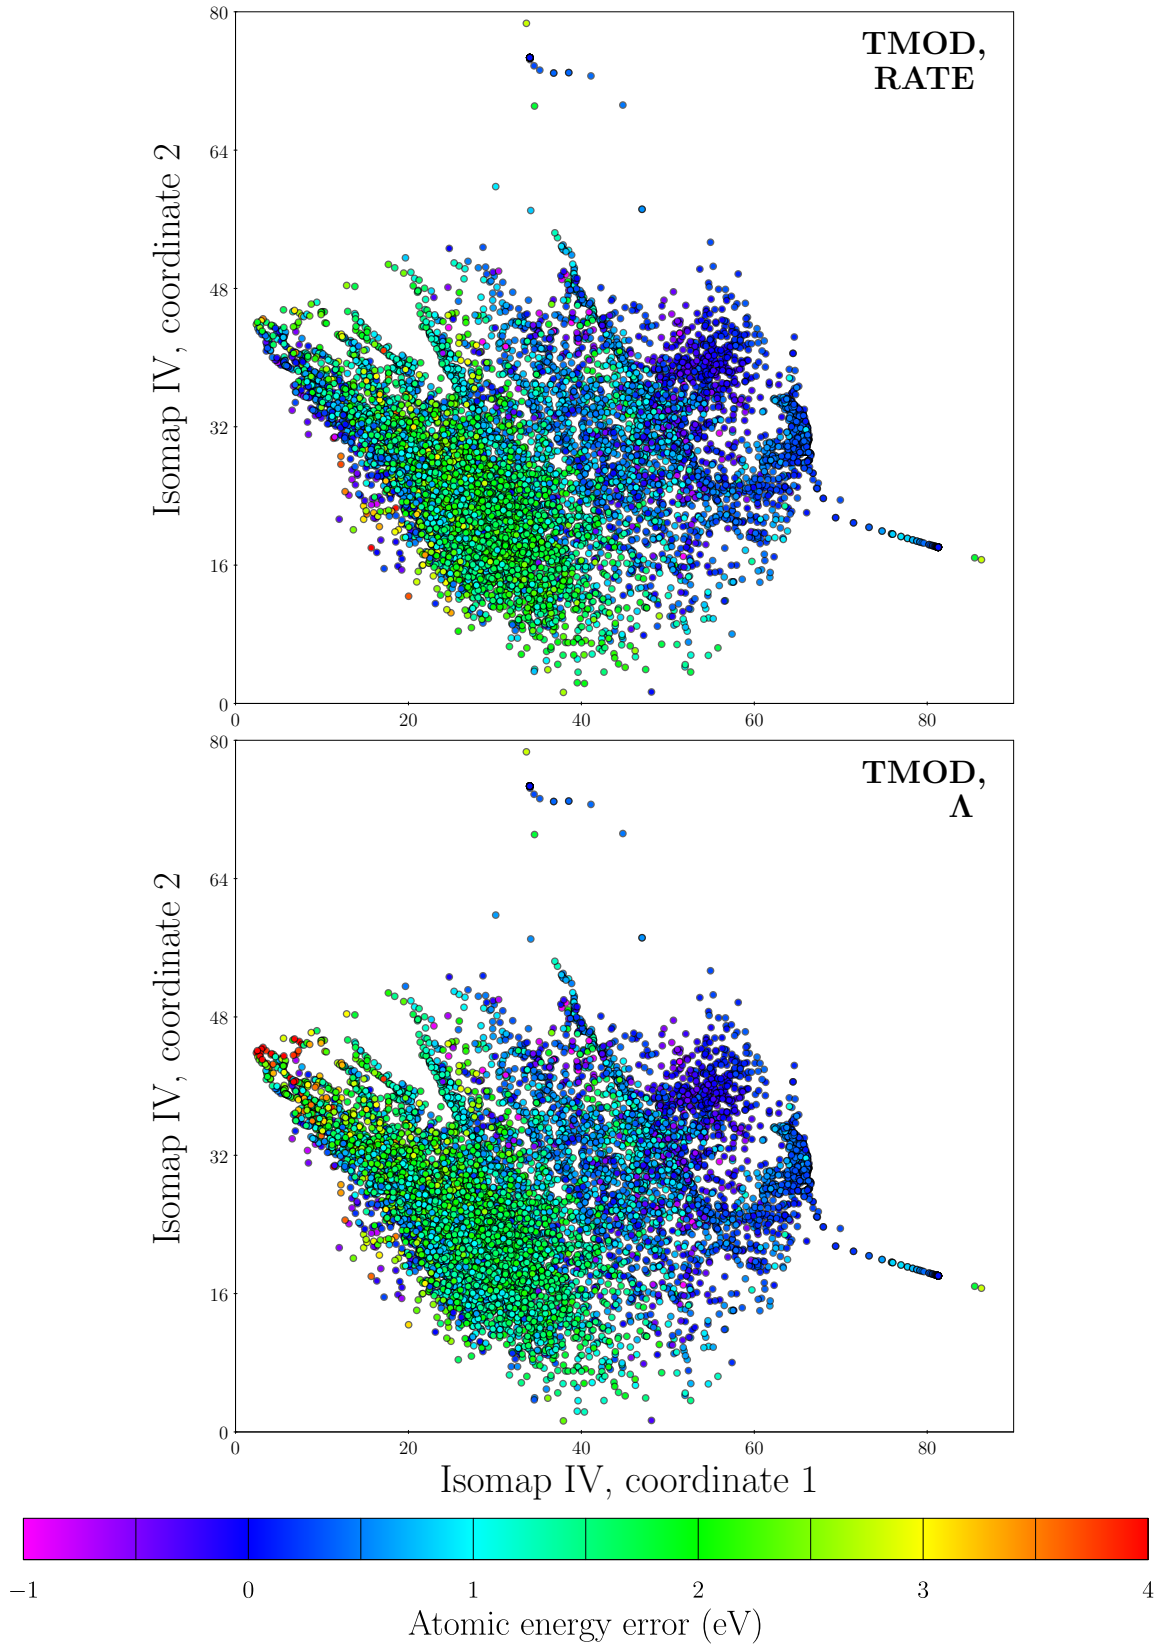 80
TMOD,
RATE
64
48
32
16
0
Isomap IV, coordinate 2
0 20 40 60 80
80
TMOD,
Λ
64
48
32
16
0
Isomap IV, coordinate 2
0 20 40 60 80
Isomap IV, coordinate 1
−1 0 1 2 3 4
Atomic energy error (eV)